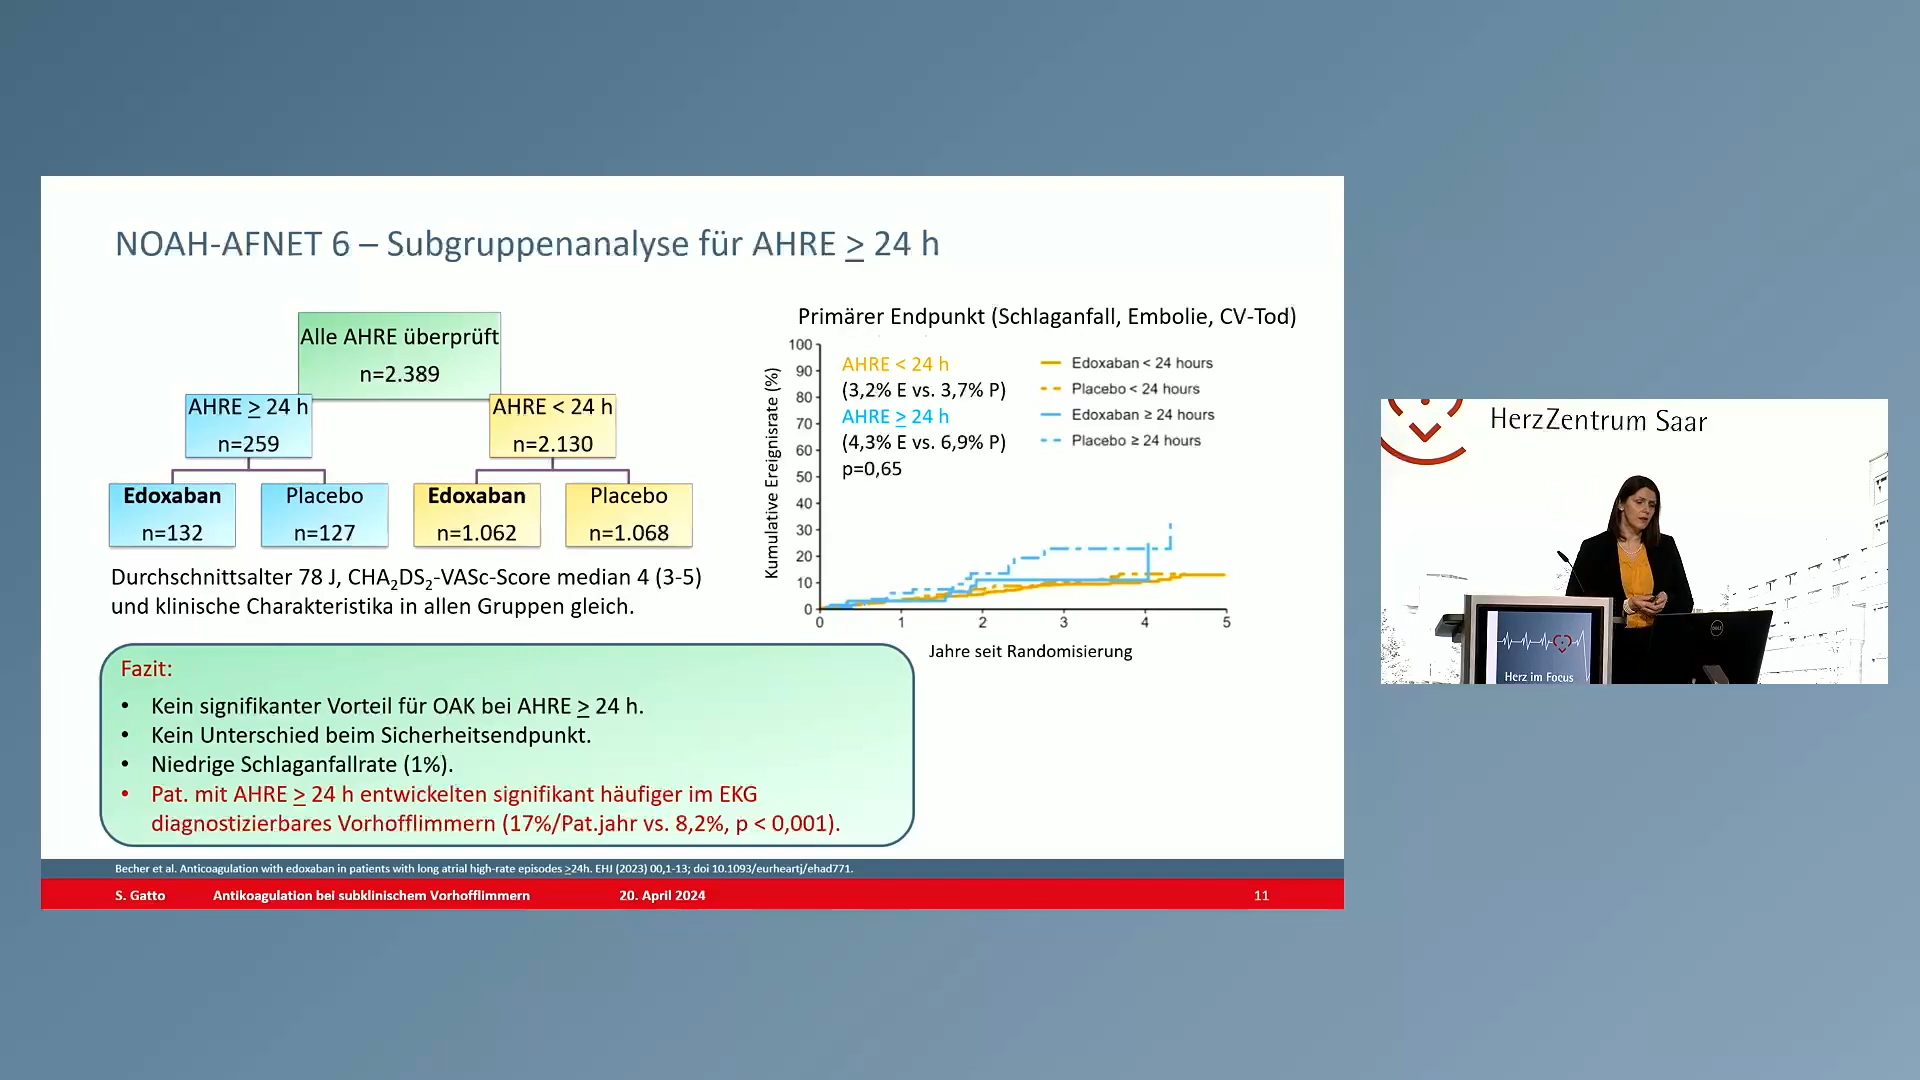 NOAH-AFNET 6 – Subgruppenanalyse für AHRE ≥ 24 h
Alle AHRE überprüft
n=2.389
AHRE ≥ 24 h
n=259
AHRE < 24 h
n=2.130
Edoxaban
n=132
Placebo
n=127
Edoxaban
n=1.062
Placebo
n=1.068
Durchschnittsalter 78 J, CHA₂DS₂-VASc-Score median 4 (3-5)
und klinische Charakteristika in allen Gruppen gleich.
Primärer Endpunkt (Schlaganfall, Embolie, CV-Tod)
Kumulative Ereignisrate (%)
100
90
80
70
60
50
40
30
20
10
0
AHRE < 24 h
(3,2% E vs. 3,7% P)
AHRE ≥ 24 h
(4,3% E vs. 6,9% P)
p=0,65
Edoxaban < 24 hours
Placebo < 24 hours
Edoxaban ≥ 24 hours
Placebo ≥ 24 hours
0 1 2 3 4 5
Jahre seit Randomisierung
Fazit:
• Kein signifikanter Vorteil für OAK bei AHRE ≥ 24 h.
• Kein Unterschied beim Sicherheitsendpunkt.
• Niedrige Schlaganfallrate (1%).
• Pat. mit AHRE ≥ 24 h entwickelten signifikant häufiger im EKG
diagnostizierbares Vorhofflimmern (17%/Pat.jahr vs. 8,2%, p < 0,001).
Becher et al. Anticoagulation with edoxaban in patients with long atrial high-rate episodes ≥24h. EHJ (2023) 00,1-13; doi 10.1093/eurheartj/ehad771.
S. Gatto Antikoagulation bei subklinischem Vorhofflimmern 20. April 2024 11
HerzZentrum Saar
DELL
Herz im Focus